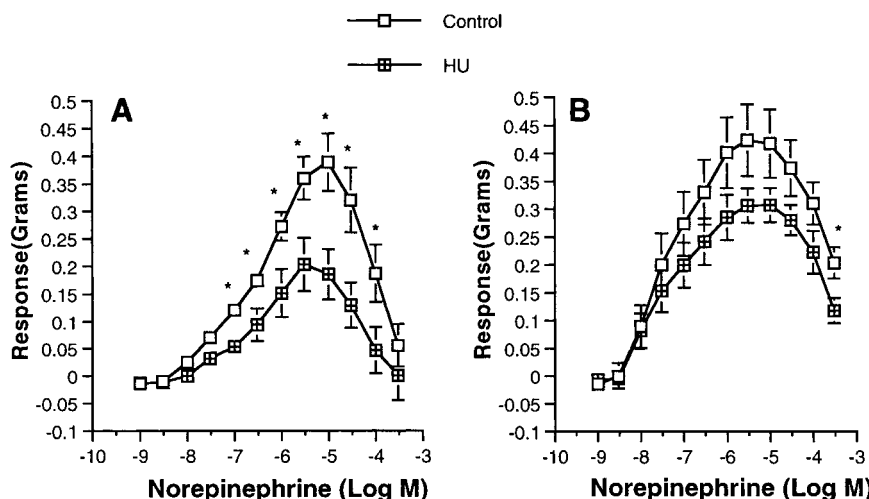 Control
HU
A
B
Response(Grams)
0.5
0.45
0.4
0.35
0.3
0.25
0.2
0.15
0.1
0.05
0
-0.05
-0.1
* * * * * * *
-10 -9 -8 -7 -6 -5 -4 -3
Norepinephrine (Log M)
Response(Grams)
0.5
0.45
0.4
0.35
0.3
0.25
0.2
0.15
0.1
0.05
0
-0.05
-0.1
*
-10 -9 -8 -7 -6 -5 -4 -3
Norepinephrine (Log M)